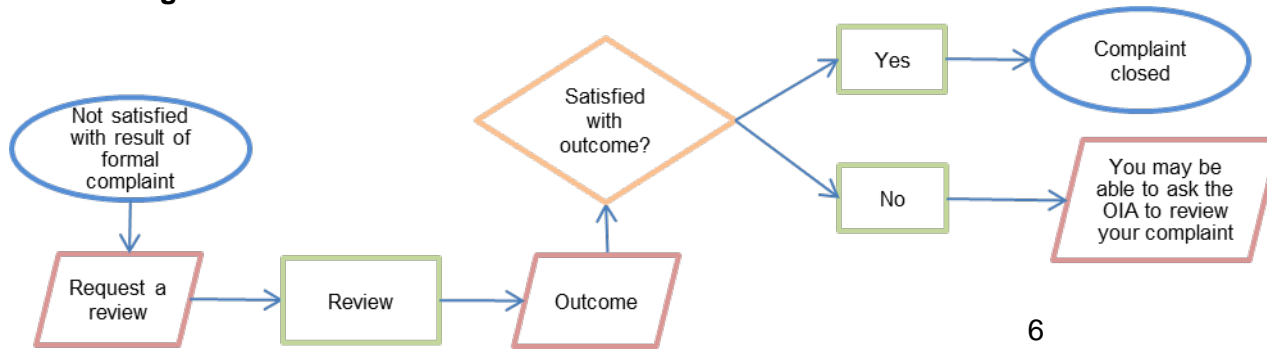 Not satisfied
with result of
formal
complaint
Request a
review
Review
Outcome
Satisfied
with
outcome?
Yes
Complaint
closed
No
You may be
able to ask the
OIA to review
your complaint
6